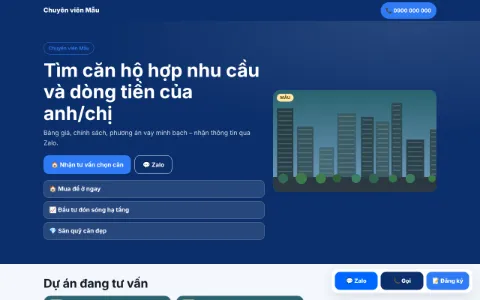 Chuyên viên Mẫu
📞 0900 000 000
Chuyên viên Mẫu
Tìm căn hộ hợp nhu cầu
và dòng tiền của
anh/chị
Bảng giá, chính sách, phương án vay minh bạch – nhận thông tin qua
Zalo.
🏠 Nhận tư vấn chọn căn
💬 Zalo
MẪU
🏠 Mua để ở ngay
📈 Đầu tư đón sóng hạ tầng
💎 Săn quỹ căn đẹp
💬 Zalo
📞 Gọi
📝 Đăng ký
Dự án đang tư vấn